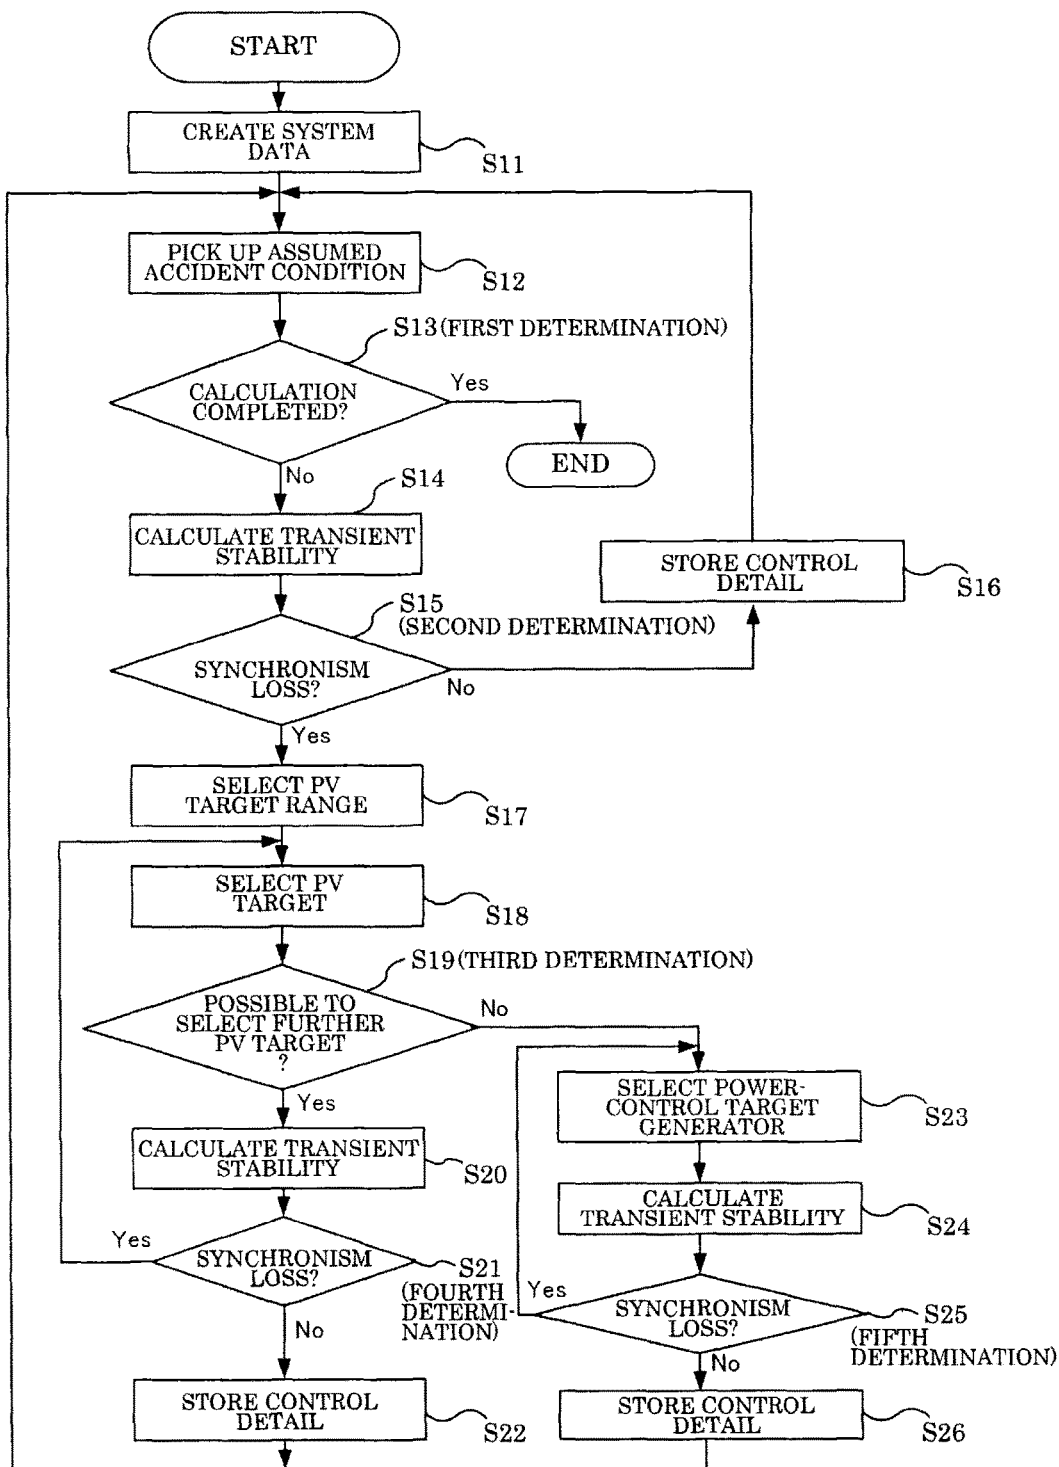 START
CREATE SYSTEM
DATA
S11
PICK UP ASSUMED
ACCIDENT CONDITION
S12
S13(FIRST DETERMINATION)
CALCULATION
COMPLETED?
Yes
END
No
S14
CALCULATE TRANSIENT
STABILITY
STORE CONTROL
DETAIL
S16
S15
(SECOND DETERMINATION)
SYNCHRONISM
LOSS?
No
Yes
SELECT PV
TARGET RANGE
S17
SELECT PV
TARGET
S18
S19(THIRD DETERMINATION)
POSSIBLE TO
SELECT FURTHER
PV TARGET
?
No
Yes
SELECT POWER-
CONTROL TARGET
GENERATOR
S23
CALCULATE TRANSIENT
STABILITY
S20
CALCULATE
TRANSIENT STABILITY
S24
Yes
SYNCHRONISM
LOSS?
S21
(FOURTH
DETERMI-
NATION)
No
Yes
SYNCHRONISM
LOSS?
S25
(FIFTH
DETERMINATION)
No
STORE CONTROL
DETAIL
S22
STORE CONTROL
DETAIL
S26